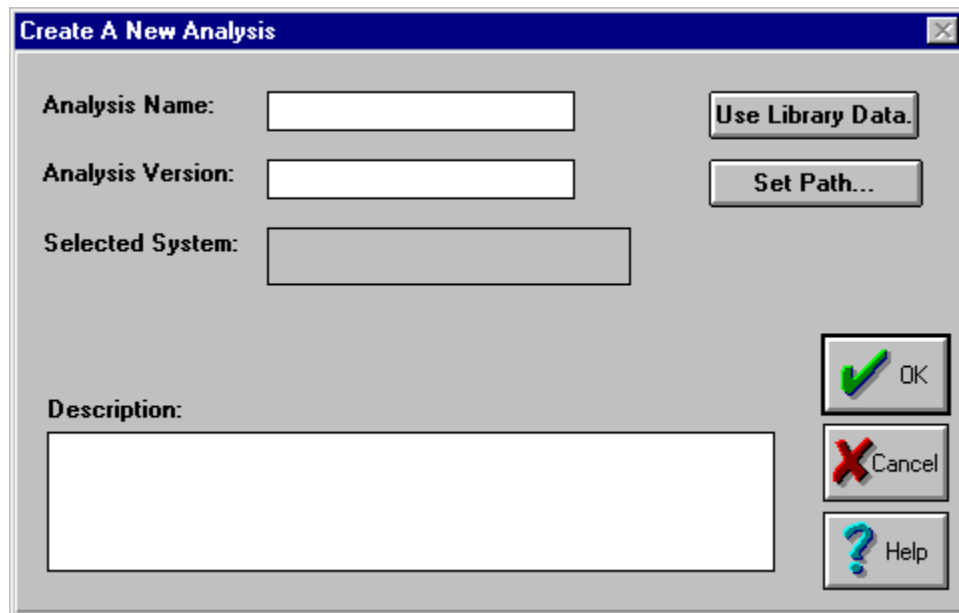 Create A New Analysis
Analysis Name:
Use Library Data.
Analysis Version:
Set Path...
Selected System:
OK
Description:
Cancel
Help